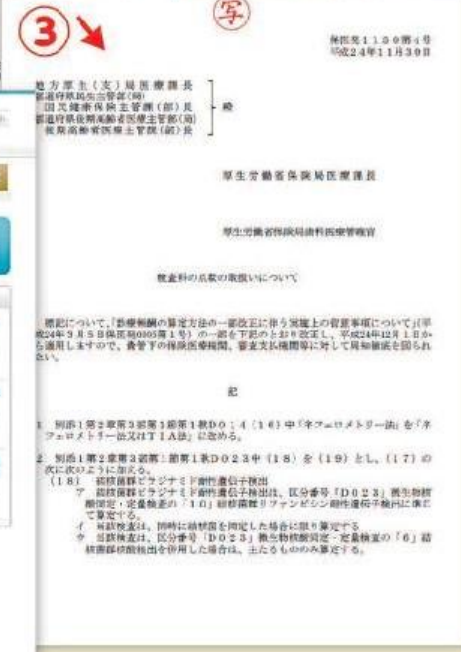 ③
写
保医発1130第4号
平成24年11月30日
地方厚生(支)局医療課長
都道府県民生主管部(局)
国民健康保険主管課(部)長 殿
都道府県後期高齢者医療主管部(局)
後期高齢者医療主管課(部)長
厚生労働省保険局医療課長
厚生労働省保険局歯科医療管理官
検査料の点数の取扱いについて
標記について、「診療報酬の算定方法の一部改正に伴う実施上の留意事項について」(平
成24年3月5日保医発0305第1号)の一部を下記のとおり改正し、平成24年12月1日か
ら適用しますので、貴管下の保険医療機関、審査支払機関等に対して周知徹底を図られ
たい。
記
1 別添1第2章第3部第1節第1款D014(16)中「ネフェロメトリー法」を「ネ
フェロメトリー法又はTIA法」に改める。
2 別添1第2章第3部第1節第1款D023中(18)を(19)とし、(17)の
次に次のように加える。
(18) 結核菌群ピラジナミド耐性遺伝子検出
ア 結核菌群ピラジナミド耐性遺伝子検出は、区分番号「D023」微生物核
酸同定・定量検査の「10」結核菌群リファンピシン耐性遺伝子検出に準じ
て算定する。
イ 当該検査は、同時に結核菌を同定した場合に限り算定する
ウ 当該検査は、区分番号「D023」微生物核酸同定・定量検査の「6」結
核菌群核酸検出を併用した場合は、主たるもののみ算定する。